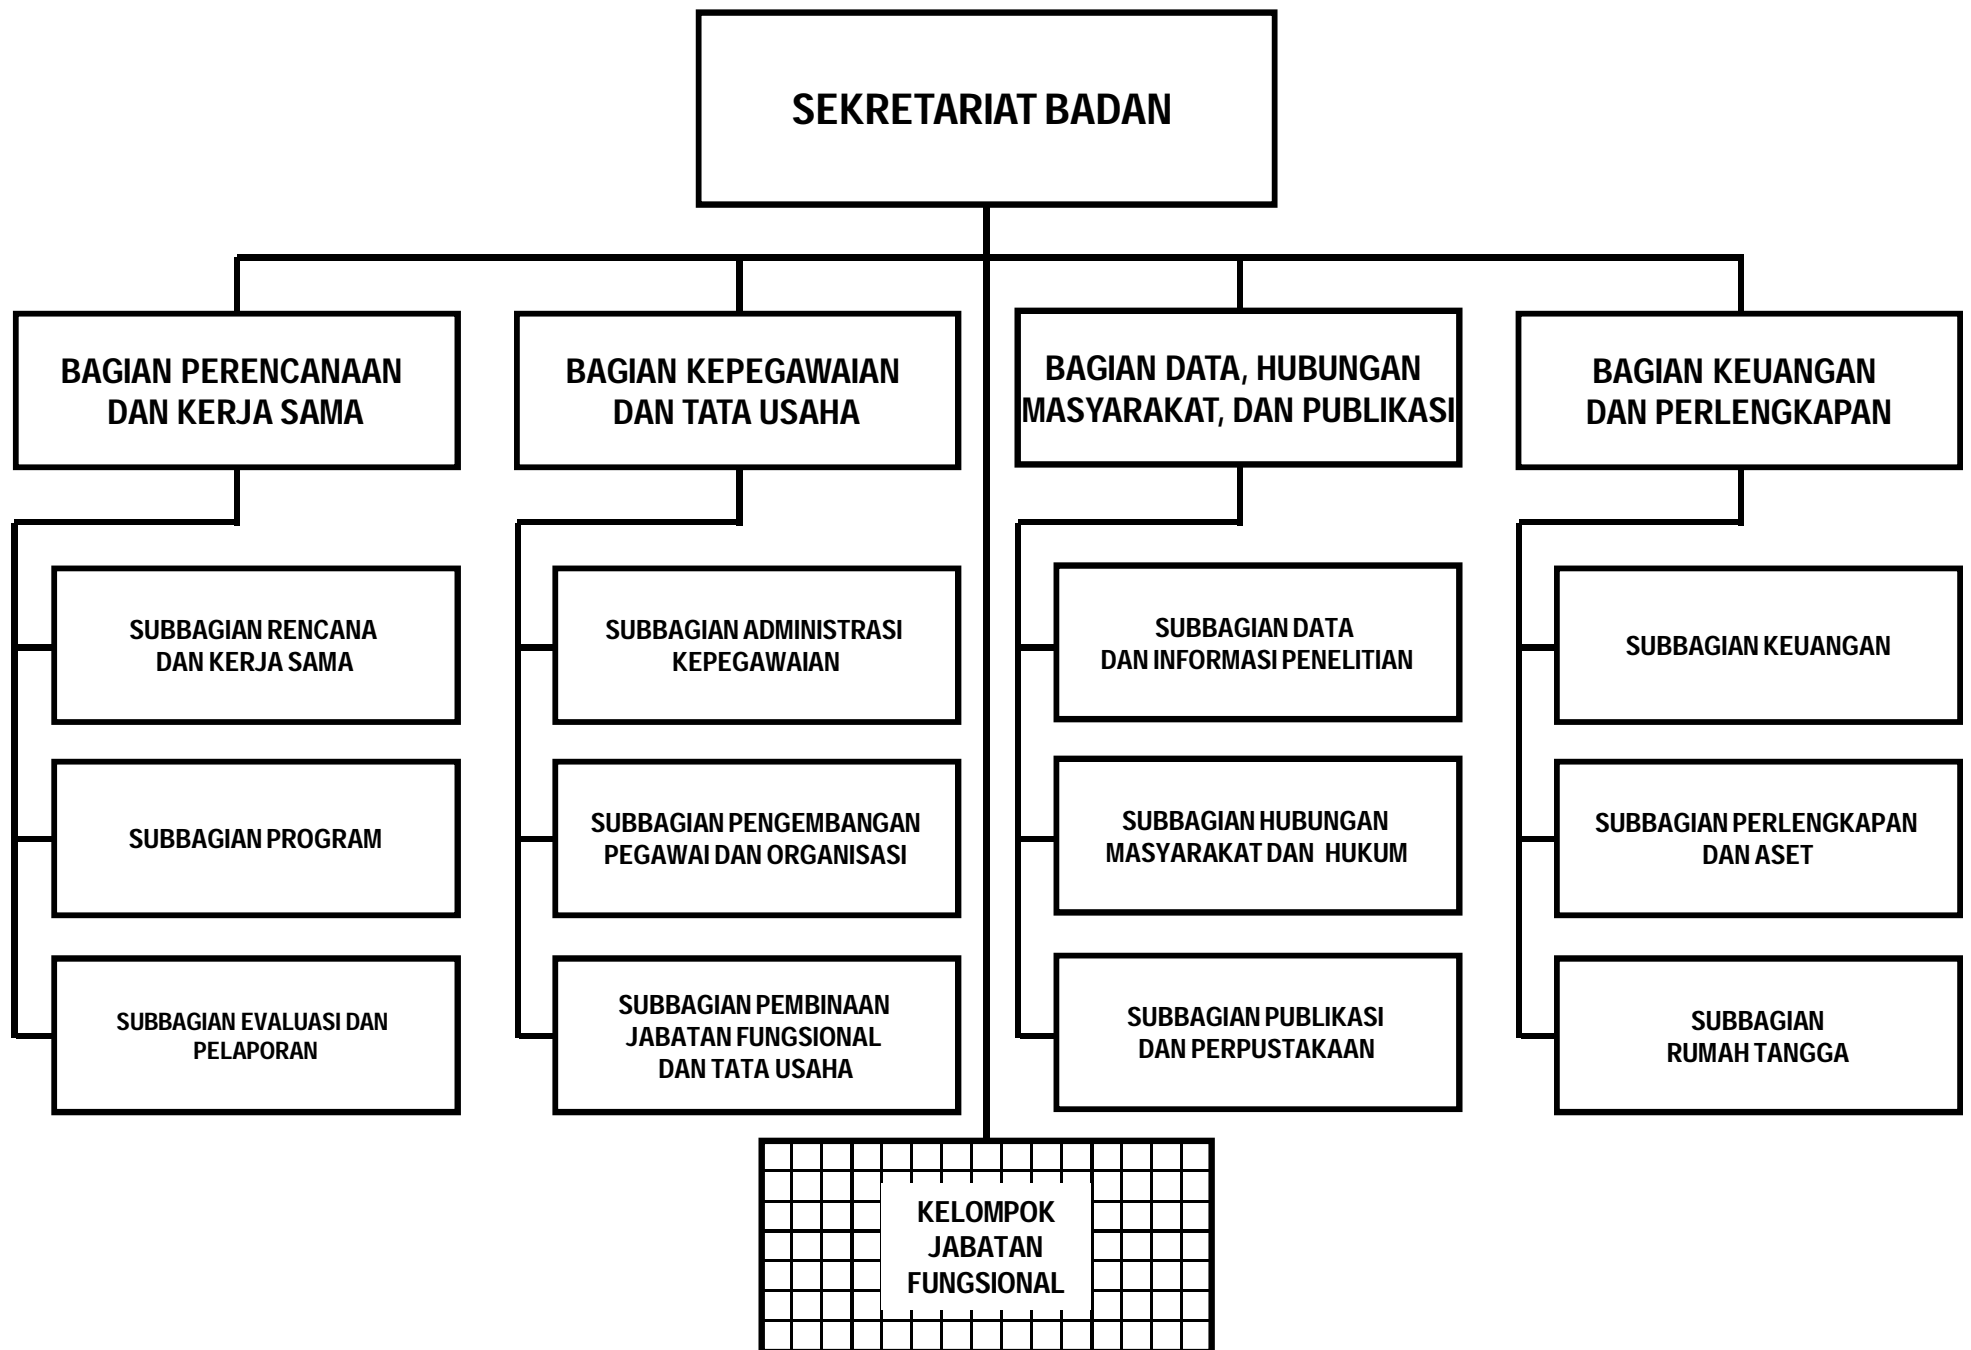 SEKRETARIAT BADAN
BAGIAN PERENCANAAN
DAN KERJA SAMA
BAGIAN KEPEGAWAIAN
DAN TATA USAHA
BAGIAN DATA, HUBUNGAN
MASYARAKAT, DAN PUBLIKASI
BAGIAN KEUANGAN
DAN PERLENGKAPAN
SUBBAGIAN RENCANA
DAN KERJA SAMA
SUBBAGIAN ADMINISTRASI
KEPEGAWAIAN
SUBBAGIAN DATA
DAN INFORMASI PENELITIAN
SUBBAGIAN KEUANGAN
SUBBAGIAN PROGRAM
SUBBAGIAN PENGEMBANGAN
PEGAWAI DAN ORGANISASI
SUBBAGIAN HUBUNGAN
MASYARAKAT DAN HUKUM
SUBBAGIAN PERLENGKAPAN
DAN ASET
SUBBAGIAN EVALUASI DAN
PELAPORAN
SUBBAGIAN PEMBINAAN
JABATAN FUNGSIONAL
DAN TATA USAHA
SUBBAGIAN PUBLIKASI
DAN PERPUSTAKAAN
SUBBAGIAN
RUMAH TANGGA
KELOMPOK
JABATAN
FUNGSIONAL